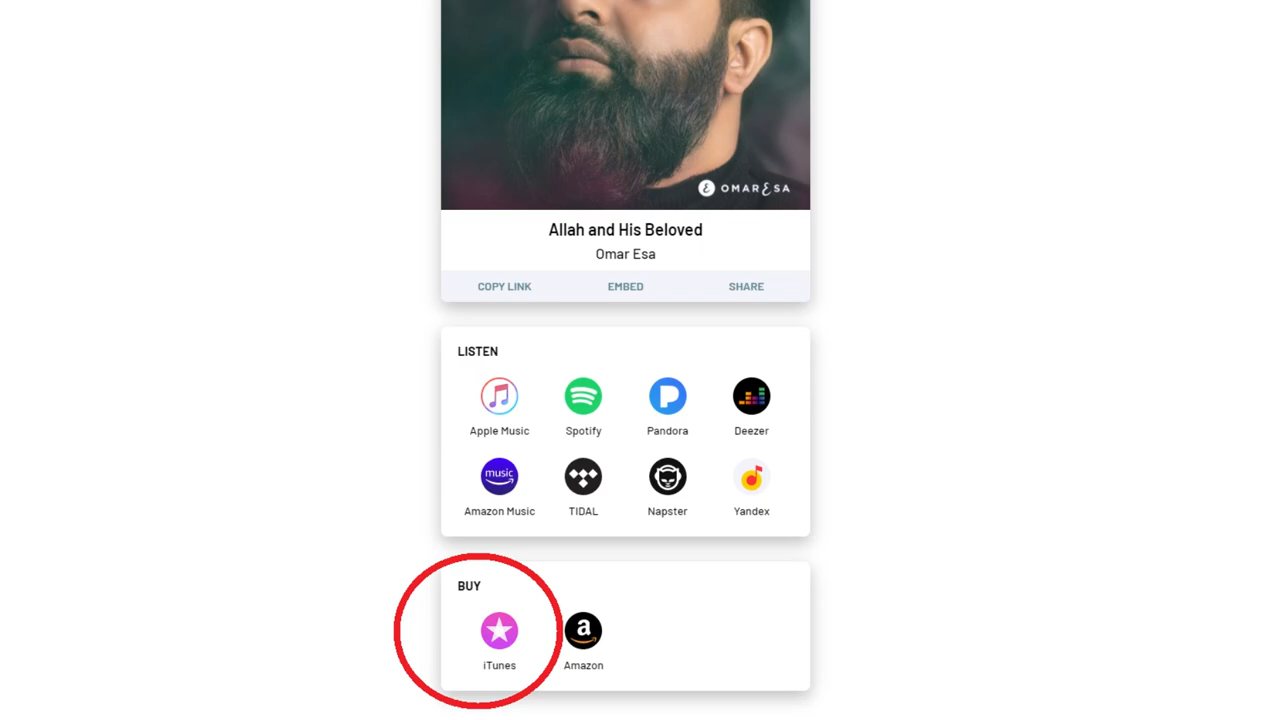 OMAR ESA
Allah and His Beloved
Omar Esa
COPY LINK EMBED SHARE
LISTEN
Apple Music Spotify Pandora Deezer
music
Amazon Music TIDAL Napster Yandex
BUY
a
iTunes Amazon